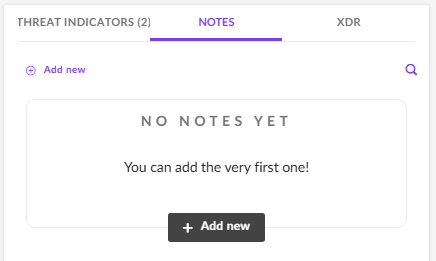 THREAT INDICATORS (2)
NOTES
XDR
Add new
NO NOTES YET
You can add the very first one!
+ Add new